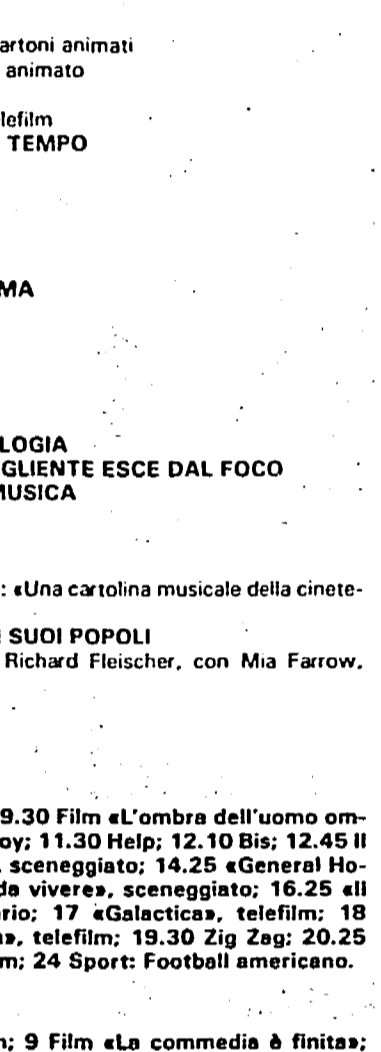 artoni animati
animato
lefilm
TEMPO
MA
LOGIA
GLIENTE ESCE DAL FOCO
MUSICA
: «Una cartolina musicale della cinete-
SUOI POPOLI
Richard Fleischer, con Mia Farrow.
9.30 Film «L'ombra dell'uomo om-
oy; 11.30 Help; 12.10 Bis; 12.45 Il
sceneggiato; 14.25 «General Ho-
da vivere», sceneggiato; 16.25 «Il
rio; 17 «Galactica», telefilm; 18
», telefilm; 19.30 Zig Zag; 20.25
m; 24 Sport: Football americano.
n; 9 Film «La commedia è finita»;